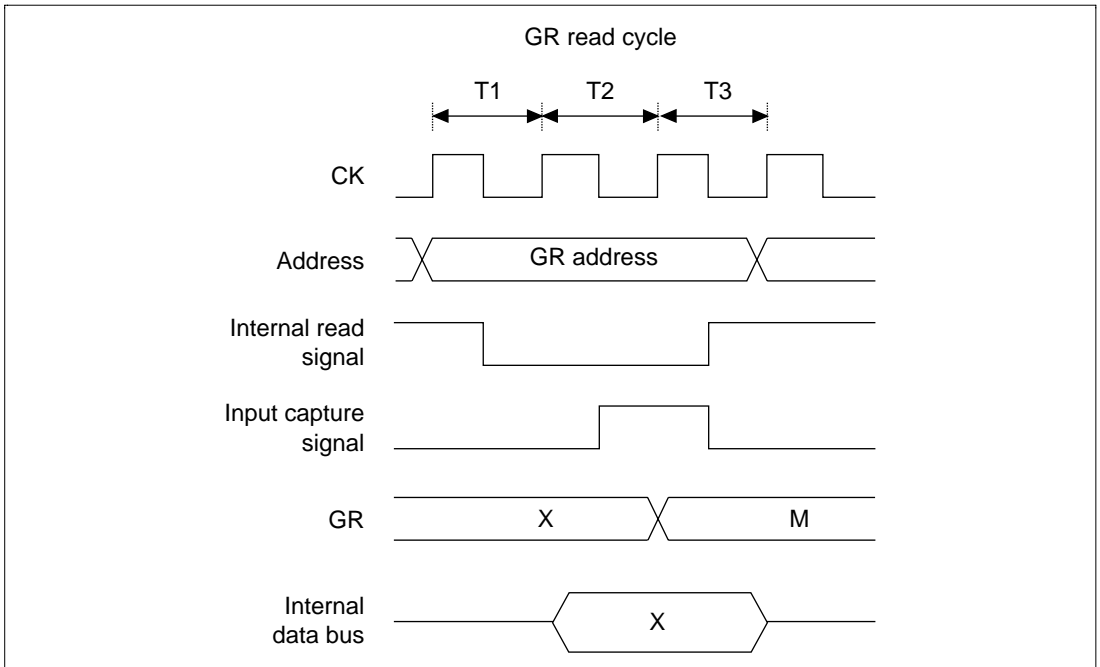 GR read cycle
T1 T2 T3
CK
Address GR address
Internal read
signal
Input capture
signal
GR X M
Internal
data bus X